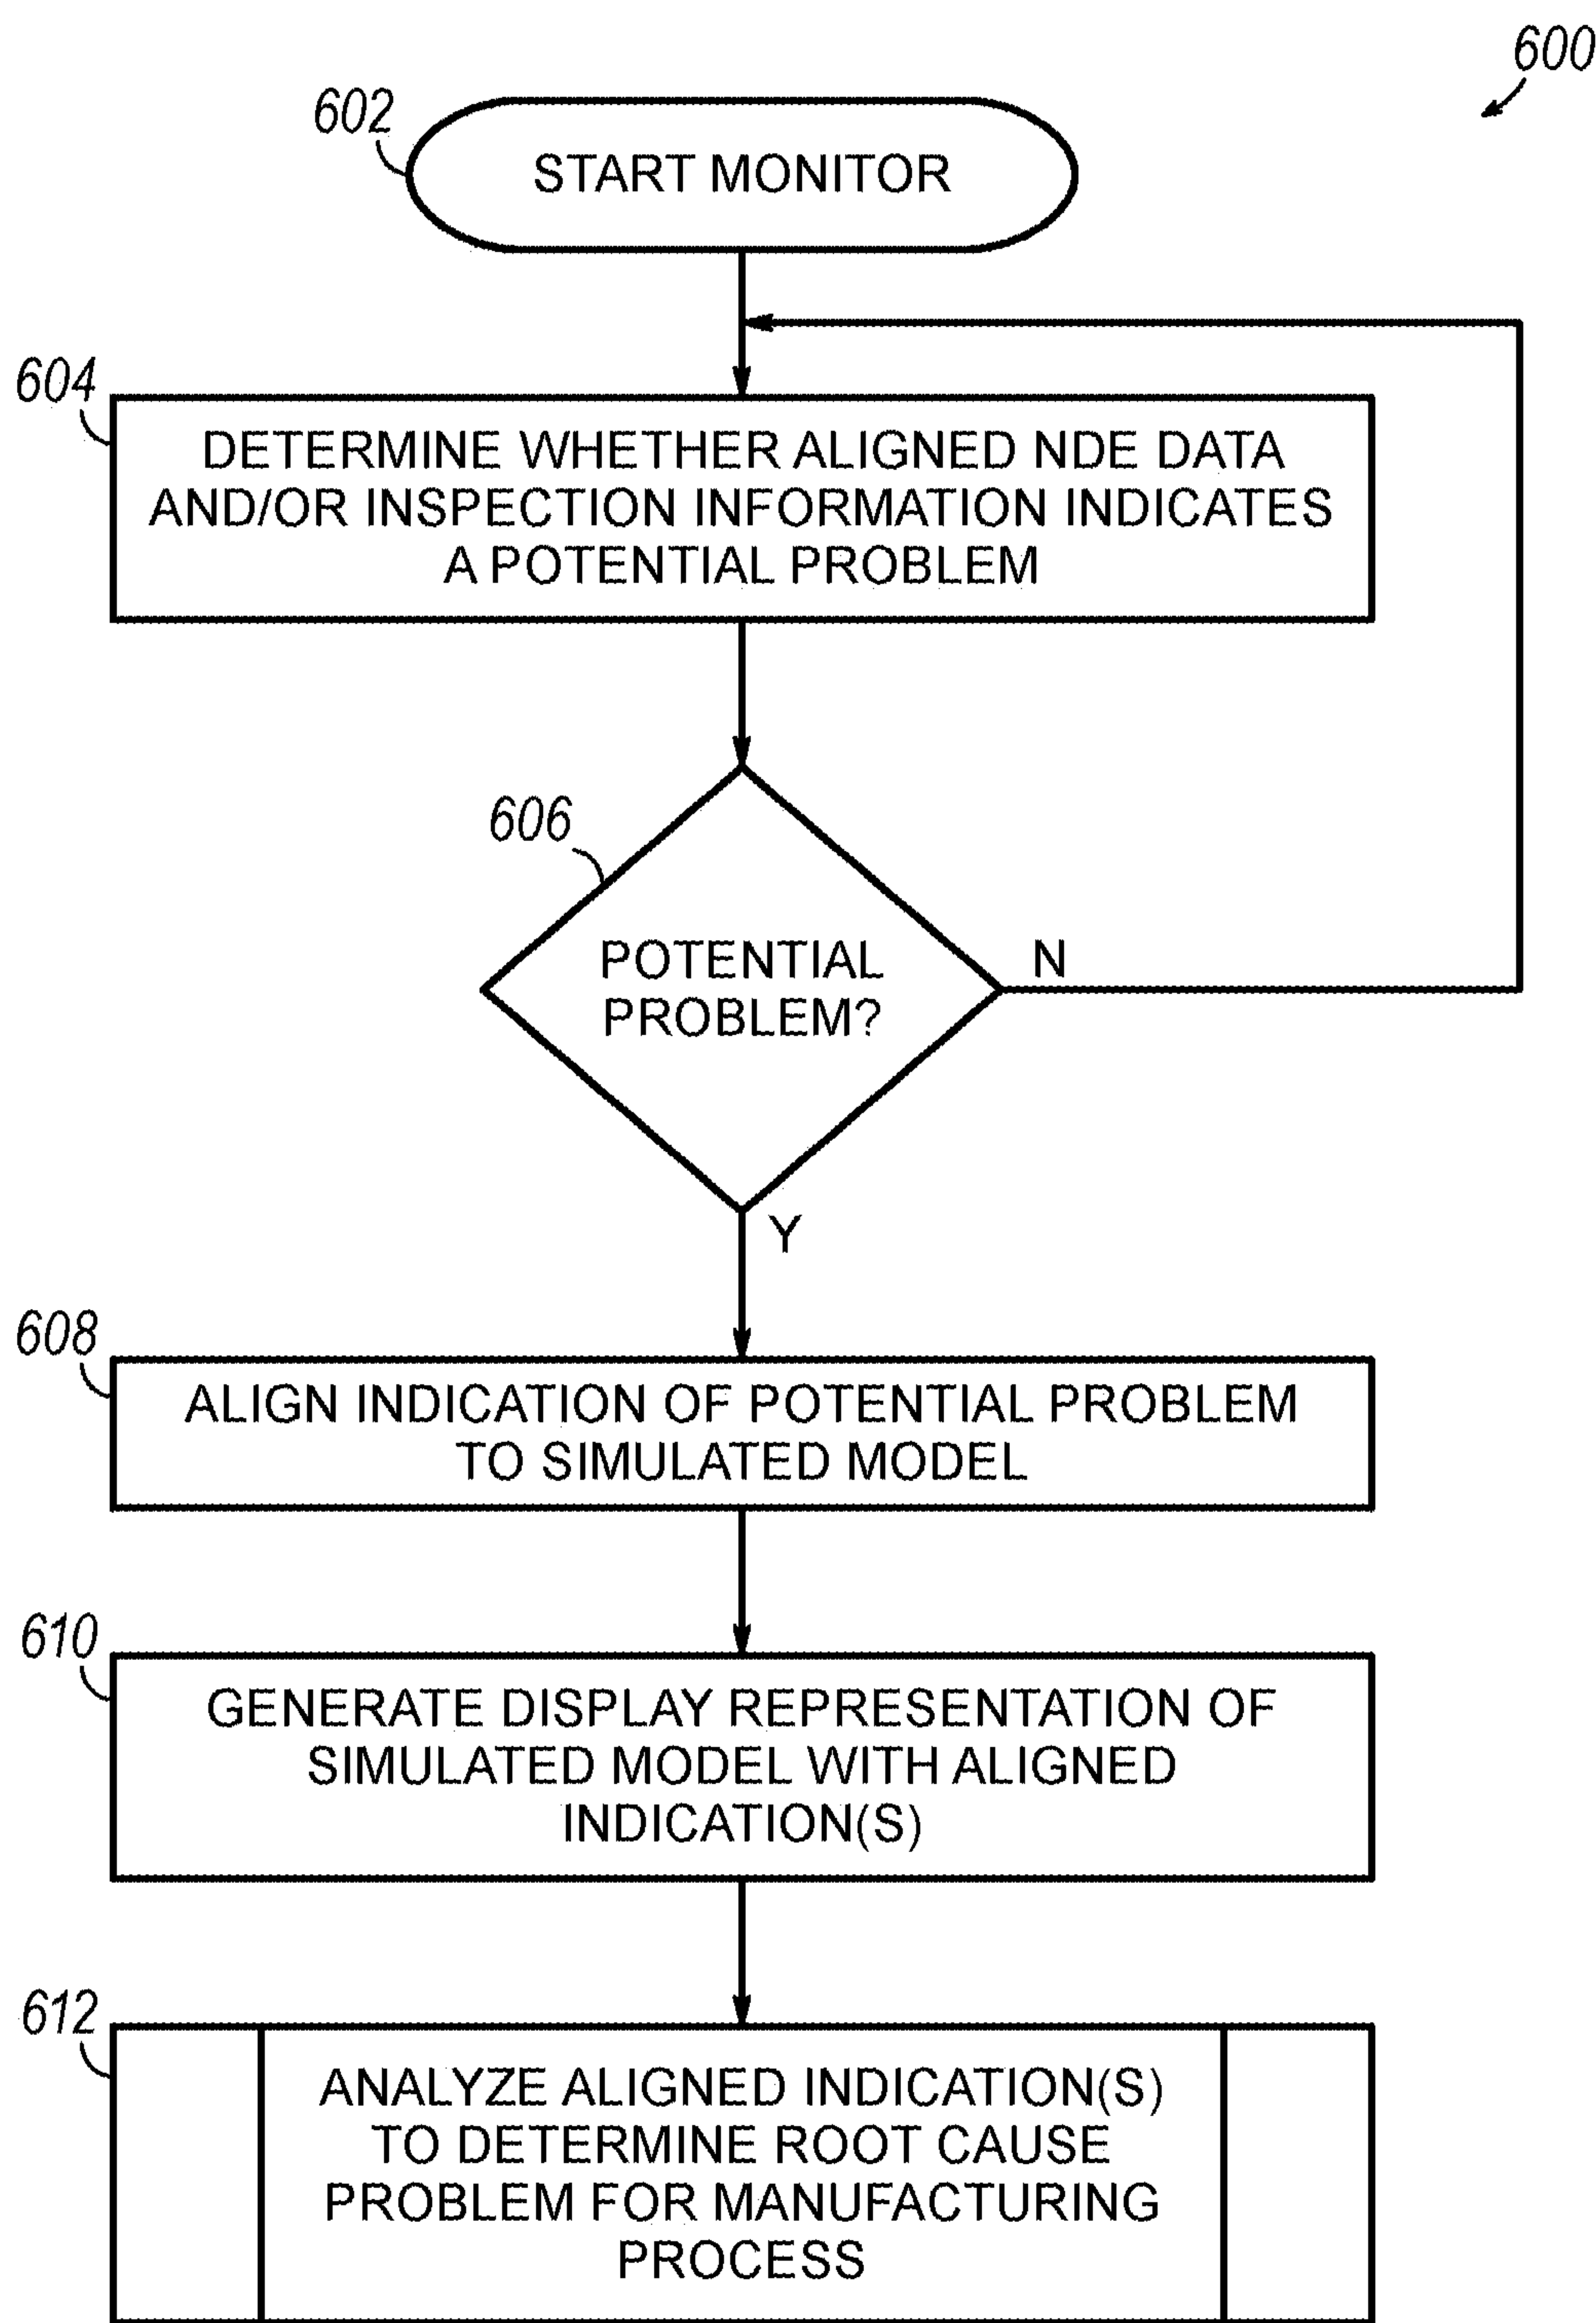 600
602
START MONITOR
604
DETERMINE WHETHER ALIGNED NDE DATA
AND/OR INSPECTION INFORMATION INDICATES
A POTENTIAL PROBLEM
606
POTENTIAL
PROBLEM?
N
Y
608
ALIGN INDICATION OF POTENTIAL PROBLEM
TO SIMULATED MODEL
610
GENERATE DISPLAY REPRESENTATION OF
SIMULATED MODEL WITH ALIGNED
INDICATION(S)
612
ANALYZE ALIGNED INDICATION(S)
TO DETERMINE ROOT CAUSE
PROBLEM FOR MANUFACTURING
PROCESS